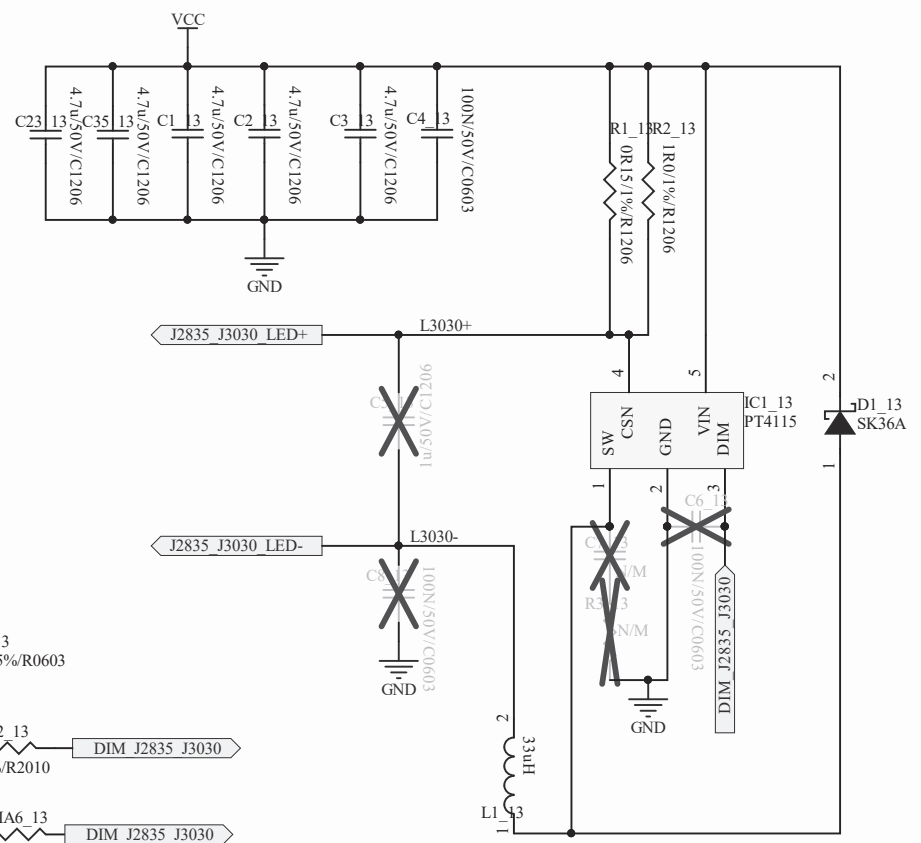 VCC
C23_13
4.7u/50V/C1206
C35_13
4.7u/50V/C1206
C1_13
4.7u/50V/C1206
C2_13
4.7u/50V/C1206
C3_13
4.7u/50V/C1206
C4_13
100N/50V/C0603
R1_13
0R15/1%/R1206
R2_13
1R0/1%/R1206
GND
J2835_J3030_LED+
L3030+
1u/50V/C1206
4
5
2
IC1_13
PT4115
SW
CSN
GND
VIN
DIM
D1_13
SK36A
1
1
2
3
J2835_J3030_LED-
L3030-
100N/50V/C0603
GND
N/M
N/M
100N/50V/C0603
DIM_J2835_J3030
GND
3
5%/R0603
2_13
DIM_J2835_J3030
/R2010
A6_13
DIM_J2835_J3030
2
33uH
L1_13
1